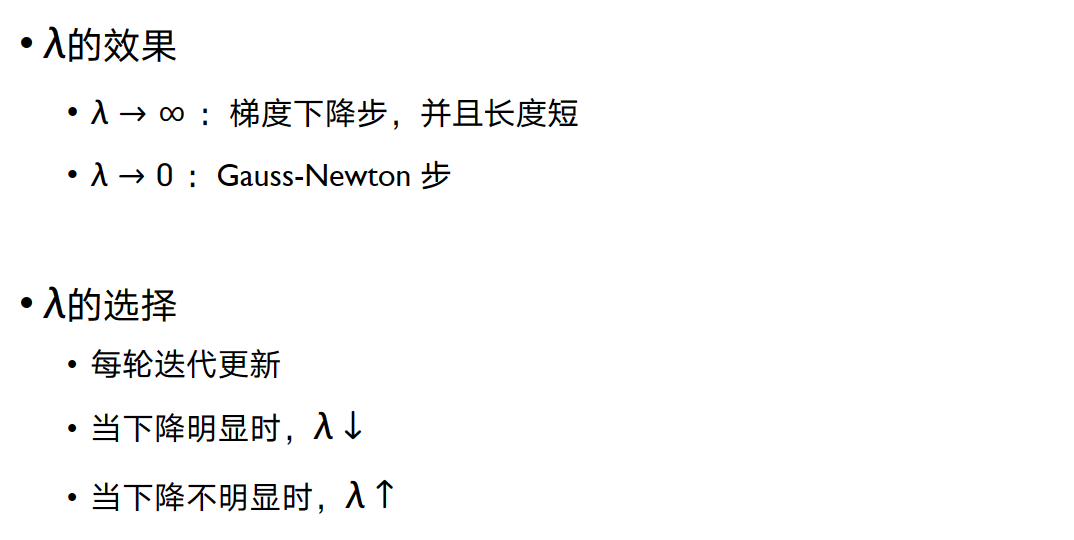 • λ的效果
• λ → ∞ ： 梯度下降步，并且长度短
• λ → 0 ： Gauss-Newton 步
• λ的选择
• 每轮迭代更新
• 当下降明显时，λ ↓
• 当下降不明显时，λ ↑